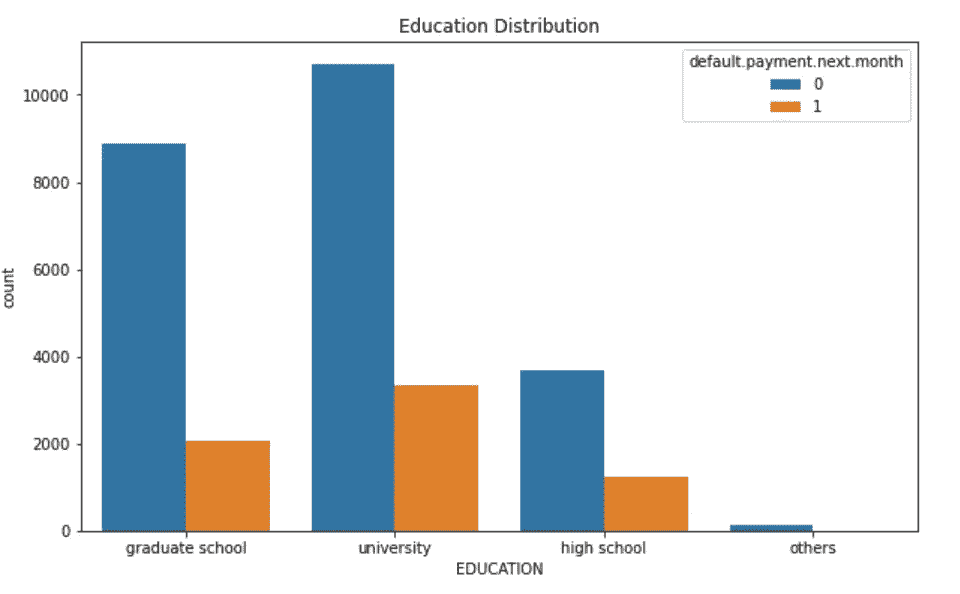 Education Distribution
default.payment.next.month
0
1
10000
8000
6000
4000
2000
0
count
graduate school
university
high school
others
EDUCATION